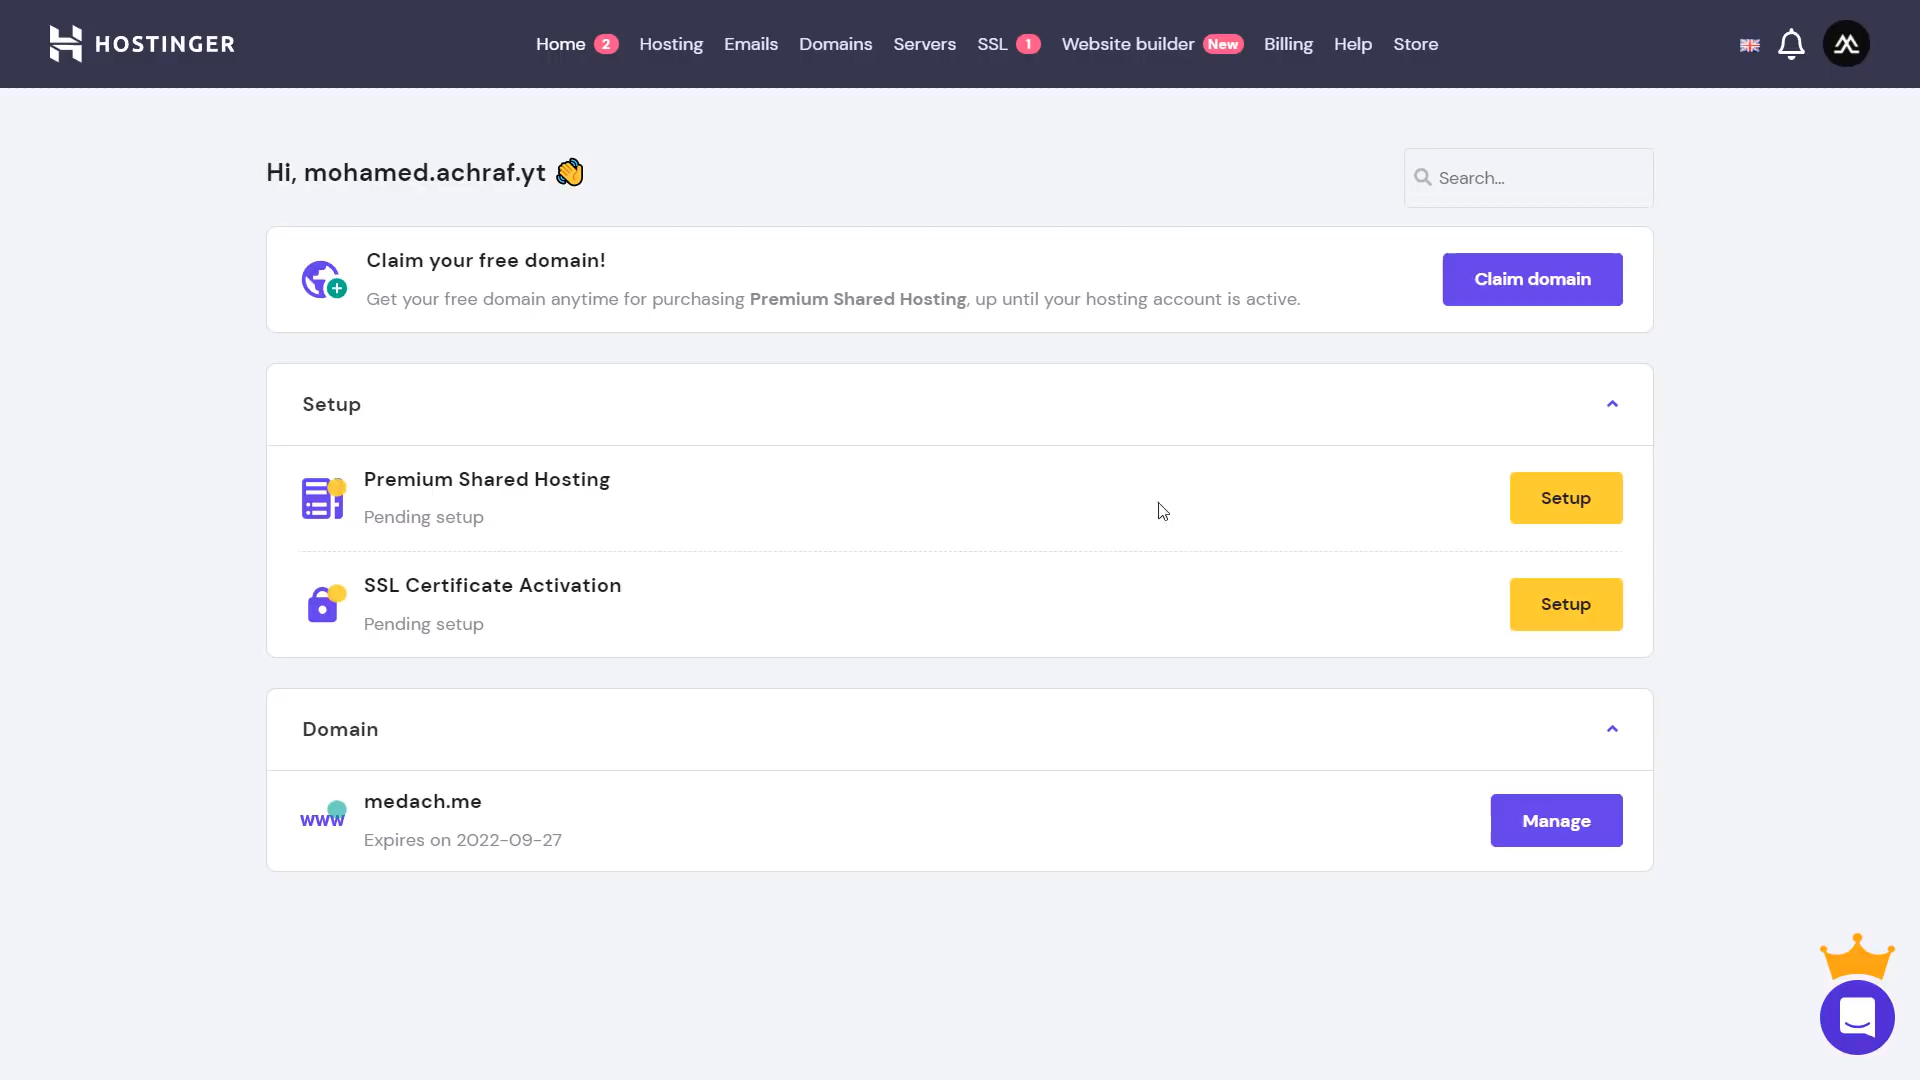 HOSTINGER
Home 2 Hosting Emails Domains Servers SSL 1 Website builder New Billing Help Store
Hi, mohamed.achraf.yt
Search...
Claim your free domain!
Get your free domain anytime for purchasing Premium Shared Hosting, up until your hosting account is active.
Claim domain
Setup
Premium Shared Hosting
Pending setup
Setup
SSL Certificate Activation
Pending setup
Setup
Domain
www
medach.me
Expires on 2022-09-27
Manage